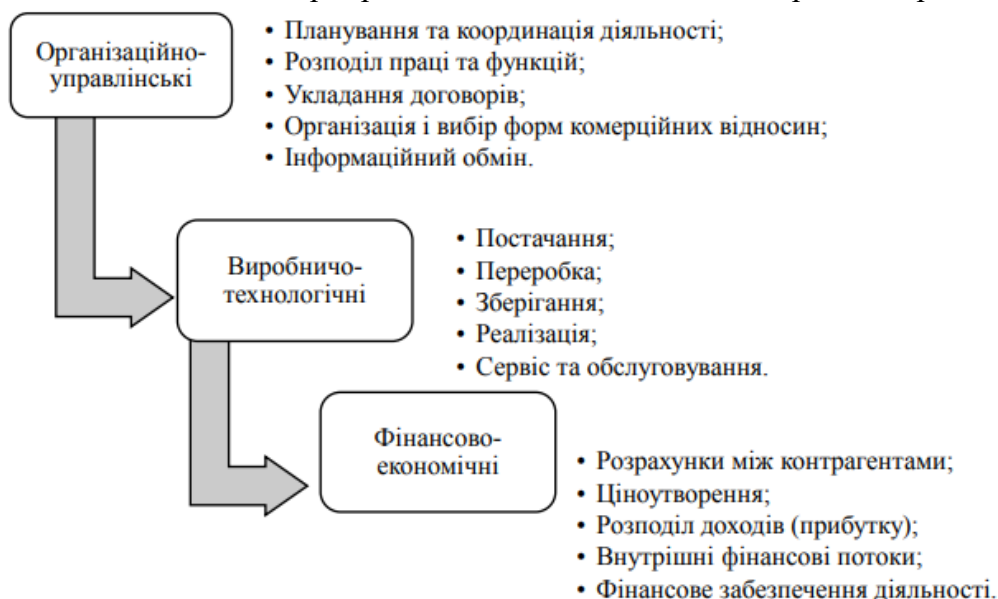 Організаційно-
управлінські
• Планування та координація діяльності;
• Розподіл праці та функцій;
• Укладання договорів;
• Організація і вибір форм комерційних відносин;
• Інформаційний обмін.
Виробничо-
технологічні
• Постачання;
• Переробка;
• Зберігання;
• Реалізація;
• Сервіс та обслуговування.
Фінансово-
економічні
• Розрахунки між контрагентами;
• Ціноутворення;
• Розподіл доходів (прибутку);
• Внутрішні фінансові потоки;
• Фінансове забезпечення діяльності.